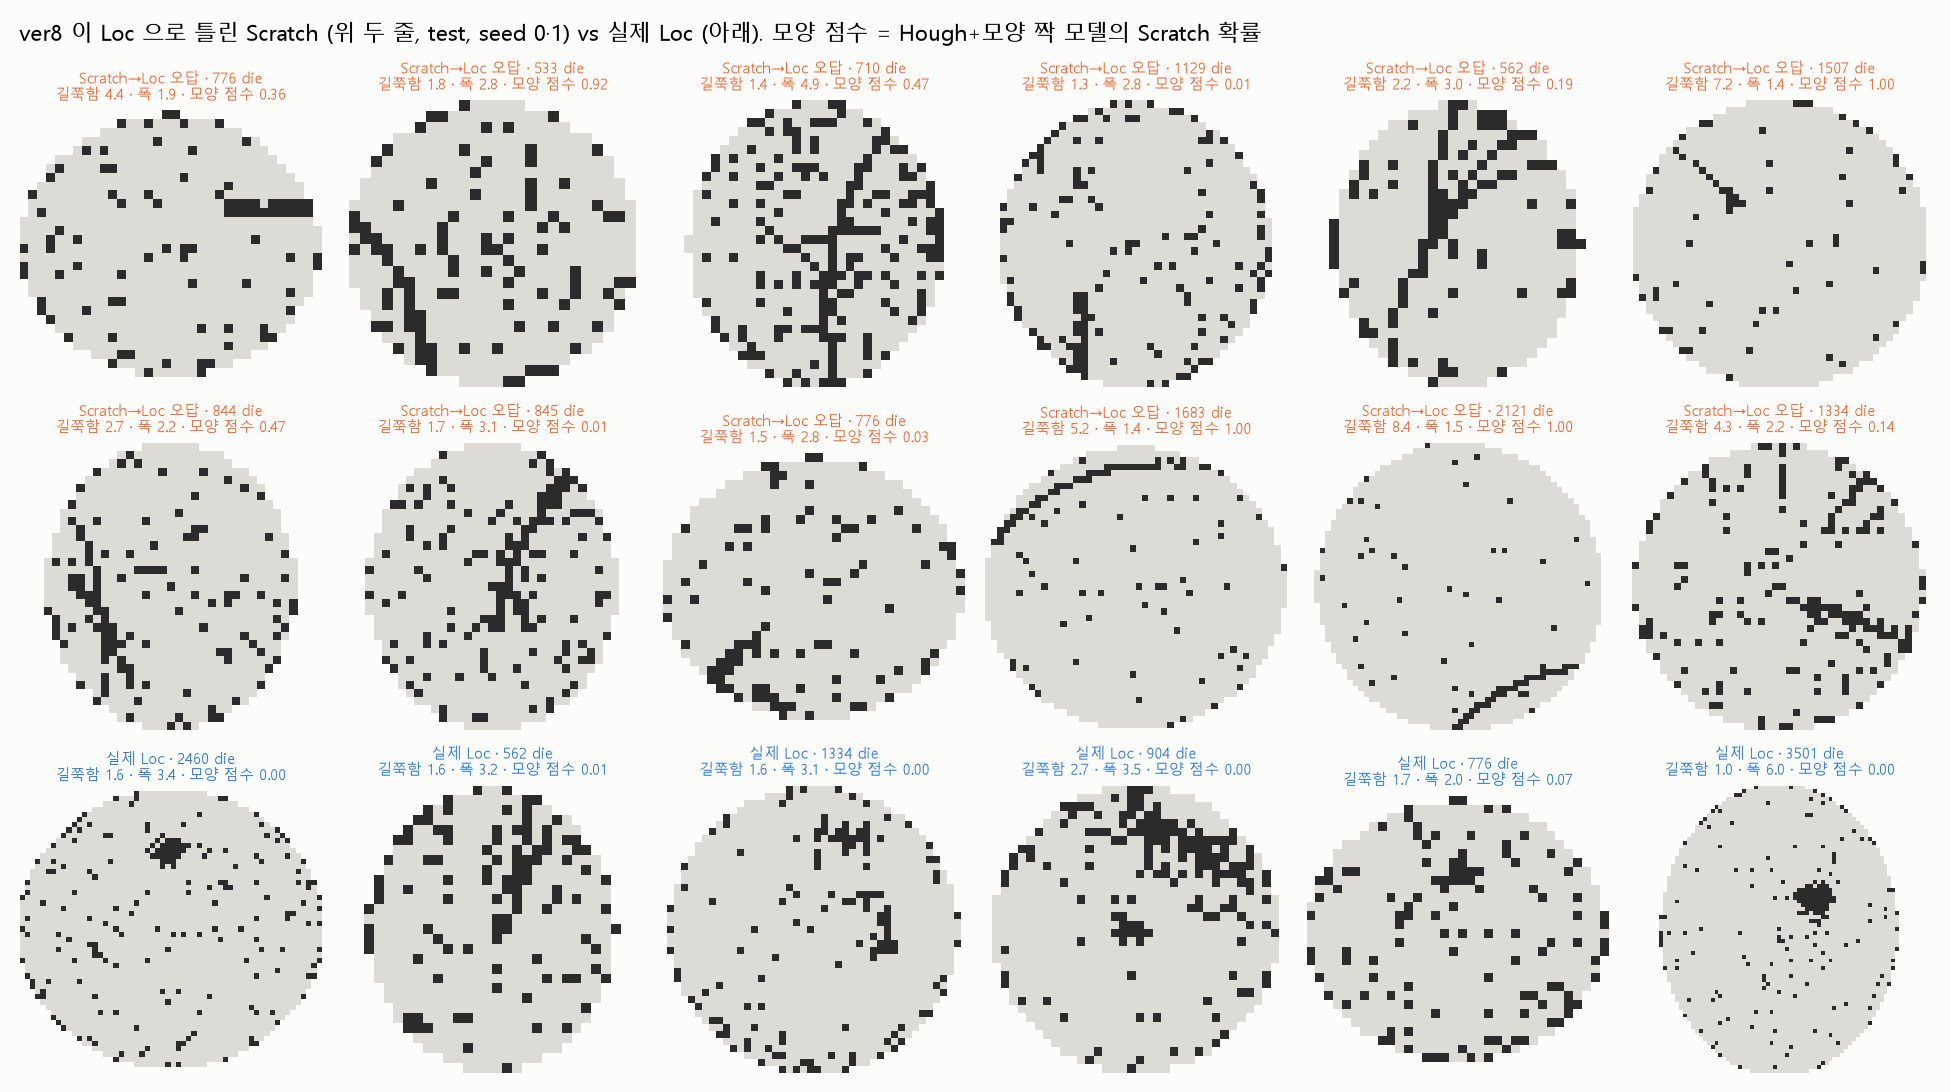 ver8 이 Loc 으로 틀린 Scratch (위 두 줄, test, seed 0·1) vs 실제 Loc (아래). 모양 점수 = Hough+모양 짝 모델의 Scratch 확률
Scratch→Loc 오답 · 776 die
길쭉함 4.4 · 폭 1.9 · 모양 점수 0.36
Scratch→Loc 오답 · 533 die
길쭉함 1.8 · 폭 2.8 · 모양 점수 0.92
Scratch→Loc 오답 · 710 die
길쭉함 1.4 · 폭 4.9 · 모양 점수 0.47
Scratch→Loc 오답 · 1129 die
길쭉함 1.3 · 폭 2.8 · 모양 점수 0.01
Scratch→Loc 오답 · 562 die
길쭉함 2.2 · 폭 3.0 · 모양 점수 0.19
Scratch→Loc 오답 · 1507 die
길쭉함 7.2 · 폭 1.4 · 모양 점수 1.00
Scratch→Loc 오답 · 844 die
길쭉함 2.7 · 폭 2.2 · 모양 점수 0.47
Scratch→Loc 오답 · 845 die
길쭉함 1.7 · 폭 3.1 · 모양 점수 0.01
Scratch→Loc 오답 · 776 die
길쭉함 1.5 · 폭 2.8 · 모양 점수 0.03
Scratch→Loc 오답 · 1683 die
길쭉함 5.2 · 폭 1.4 · 모양 점수 1.00
Scratch→Loc 오답 · 2121 die
길쭉함 8.4 · 폭 1.5 · 모양 점수 1.00
Scratch→Loc 오답 · 1334 die
길쭉함 4.3 · 폭 2.2 · 모양 점수 0.14
실제 Loc · 2460 die
길쭉함 1.6 · 폭 3.4 · 모양 점수 0.00
실제 Loc · 562 die
길쭉함 1.6 · 폭 3.2 · 모양 점수 0.01
실제 Loc · 1334 die
길쭉함 1.6 · 폭 3.1 · 모양 점수 0.00
실제 Loc · 904 die
길쭉함 2.7 · 폭 3.5 · 모양 점수 0.00
실제 Loc · 776 die
길쭉함 1.7 · 폭 2.0 · 모양 점수 0.07
실제 Loc · 3501 die
길쭉함 1.0 · 폭 6.0 · 모양 점수 0.00